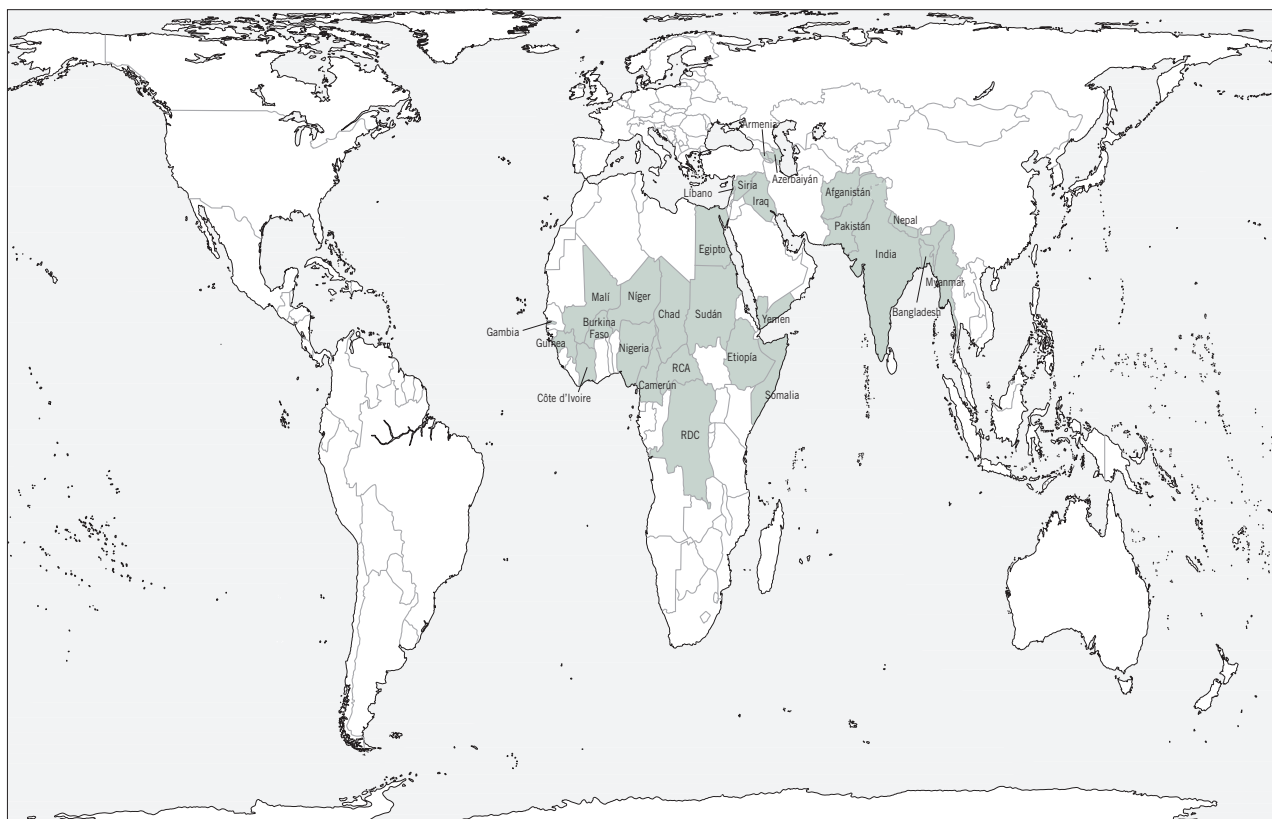 Armenia
Azerbaiyán
Líbano
Siria
Iraq
Afganistán
Pakistán
Nepal
India
Egipto
Myanmar
Bangladesh
Malí
Níger
Chad
Sudán
Yemen
Gambia
Burkina
Faso
Guinea
Nigeria
Etiopía
RCA
Camerún
Côte d'Ivoire
Somalia
RDC